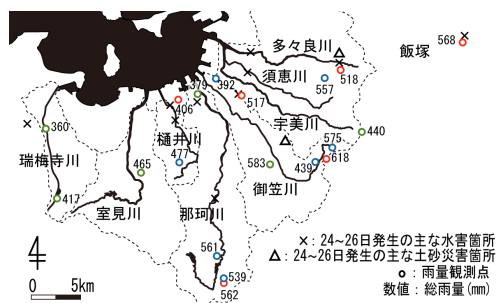 多々良川
568
飯塚
須恵川
518
557
392
379
517
406
宇美川
360
樋井川
440
575
瑞梅寺川
477
465
583
439
618
御笠川
417
室見川
那珂川
561
539
562
×：24～26日発生の主な水害箇所
△：24～26日発生の主な土砂災害箇所
o：雨量観測点
数値：総雨量(mm)
4
0 5km